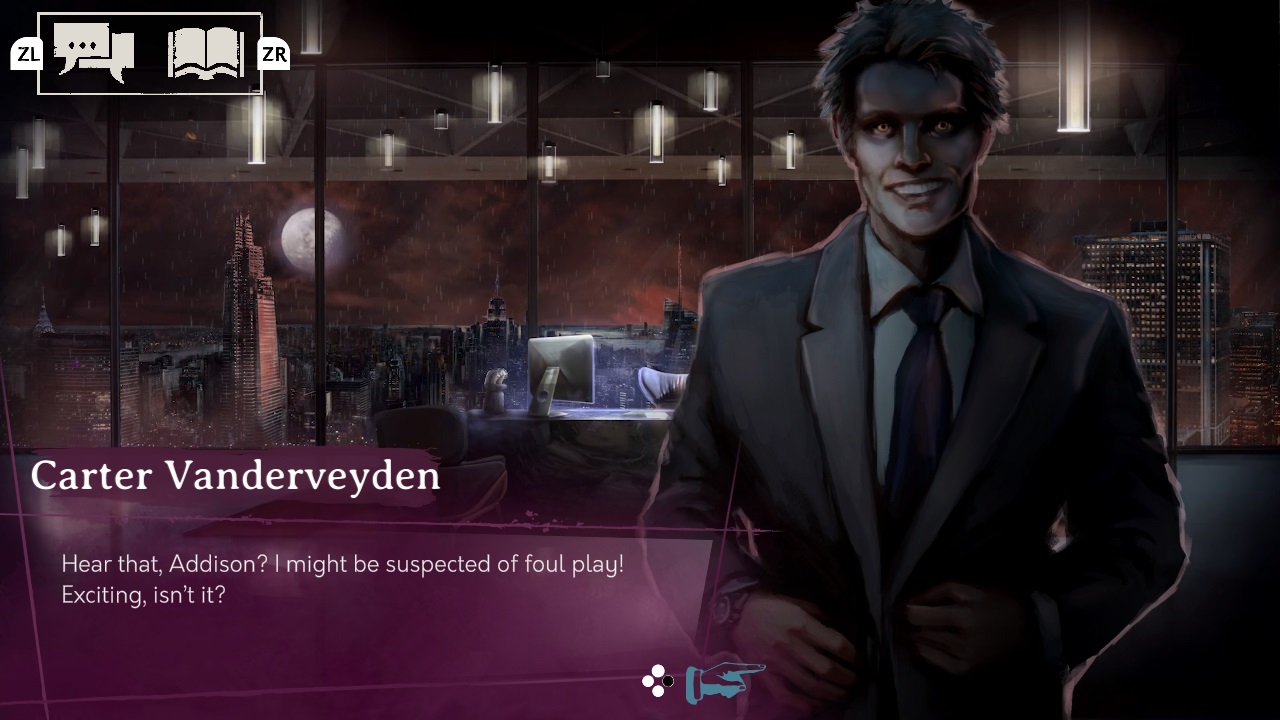 ZL
ZR
Carter Vanderveyden
Hear that, Addison? I might be suspected of foul play!
Exciting, isn't it?